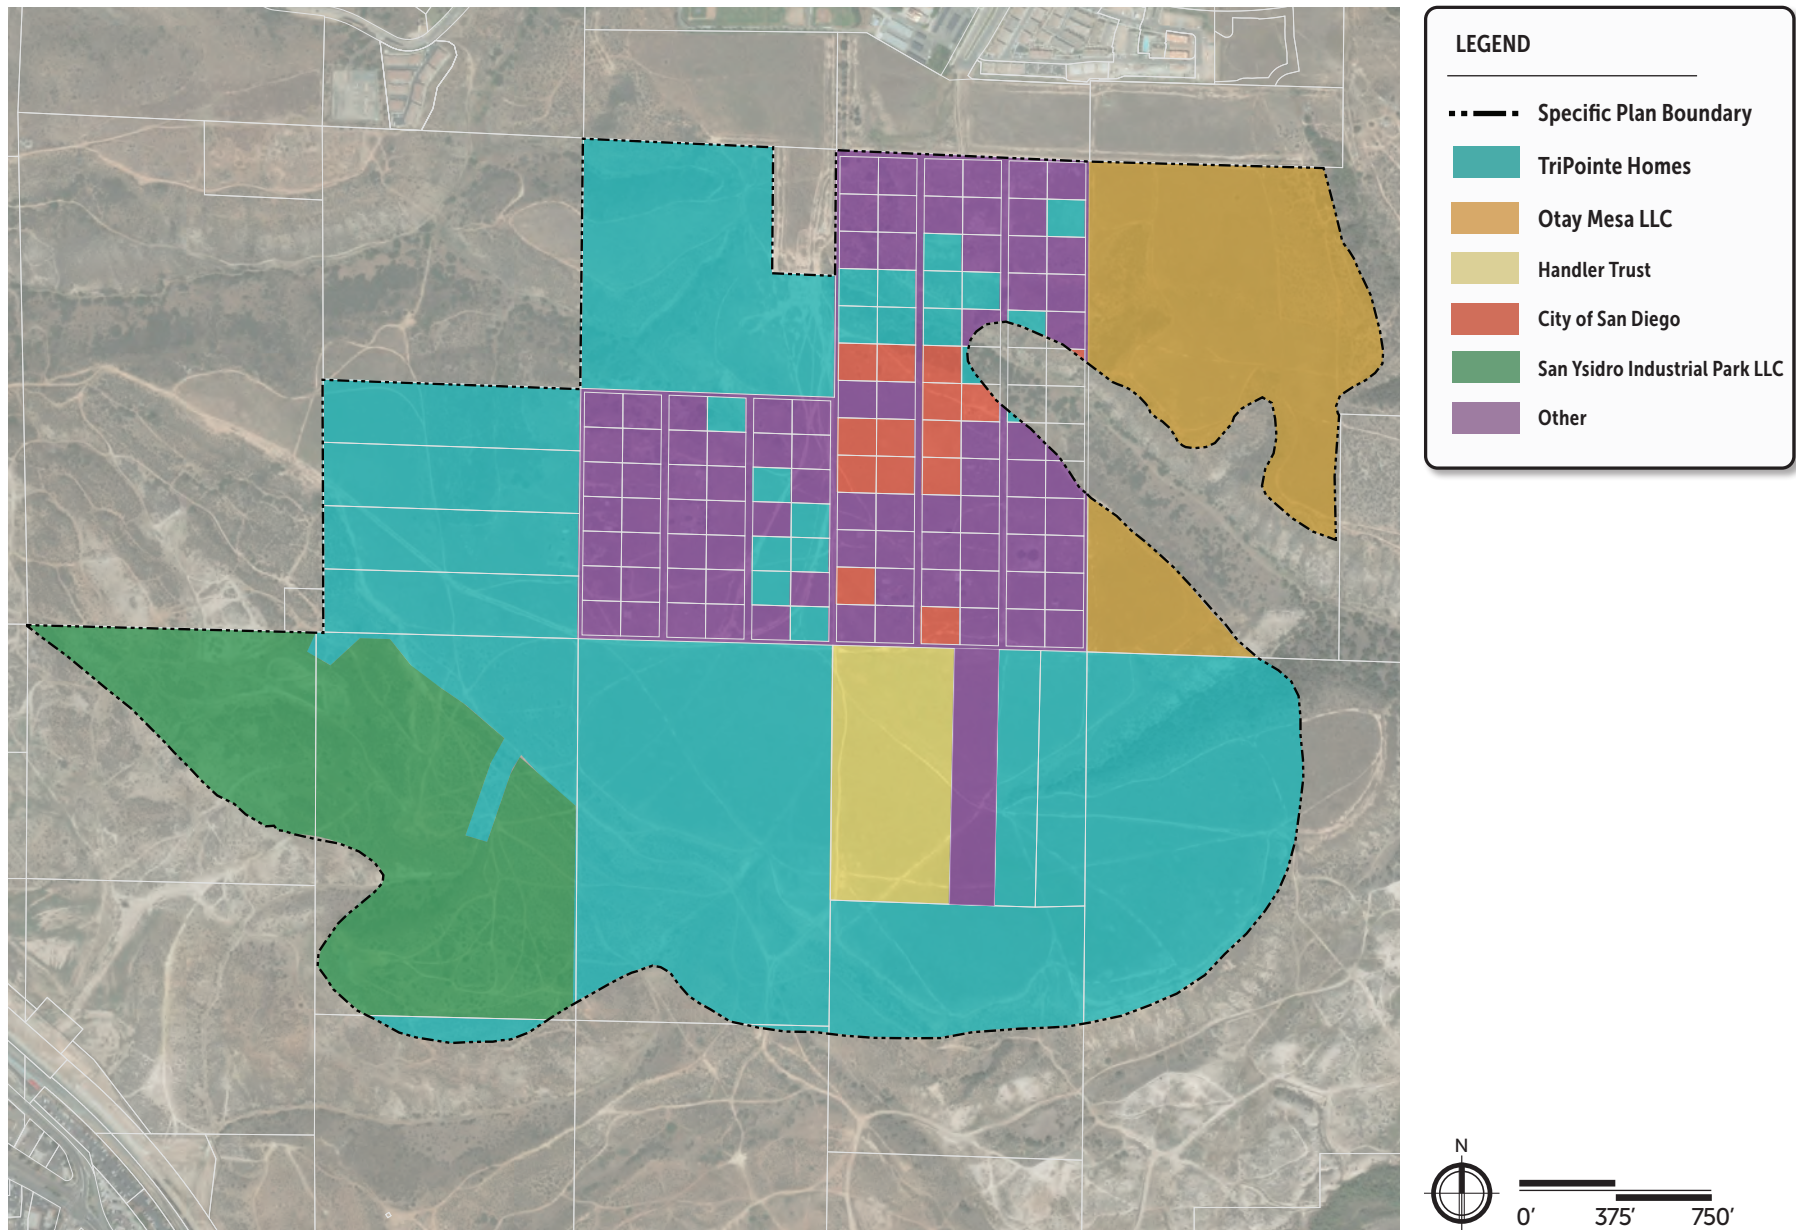 LEGEND
Specific Plan Boundary
TriPointe Homes
Otay Mesa LLC
Handler Trust
City of San Diego
San Ysidro Industrial Park LLC
Other
N
0' 375' 750'